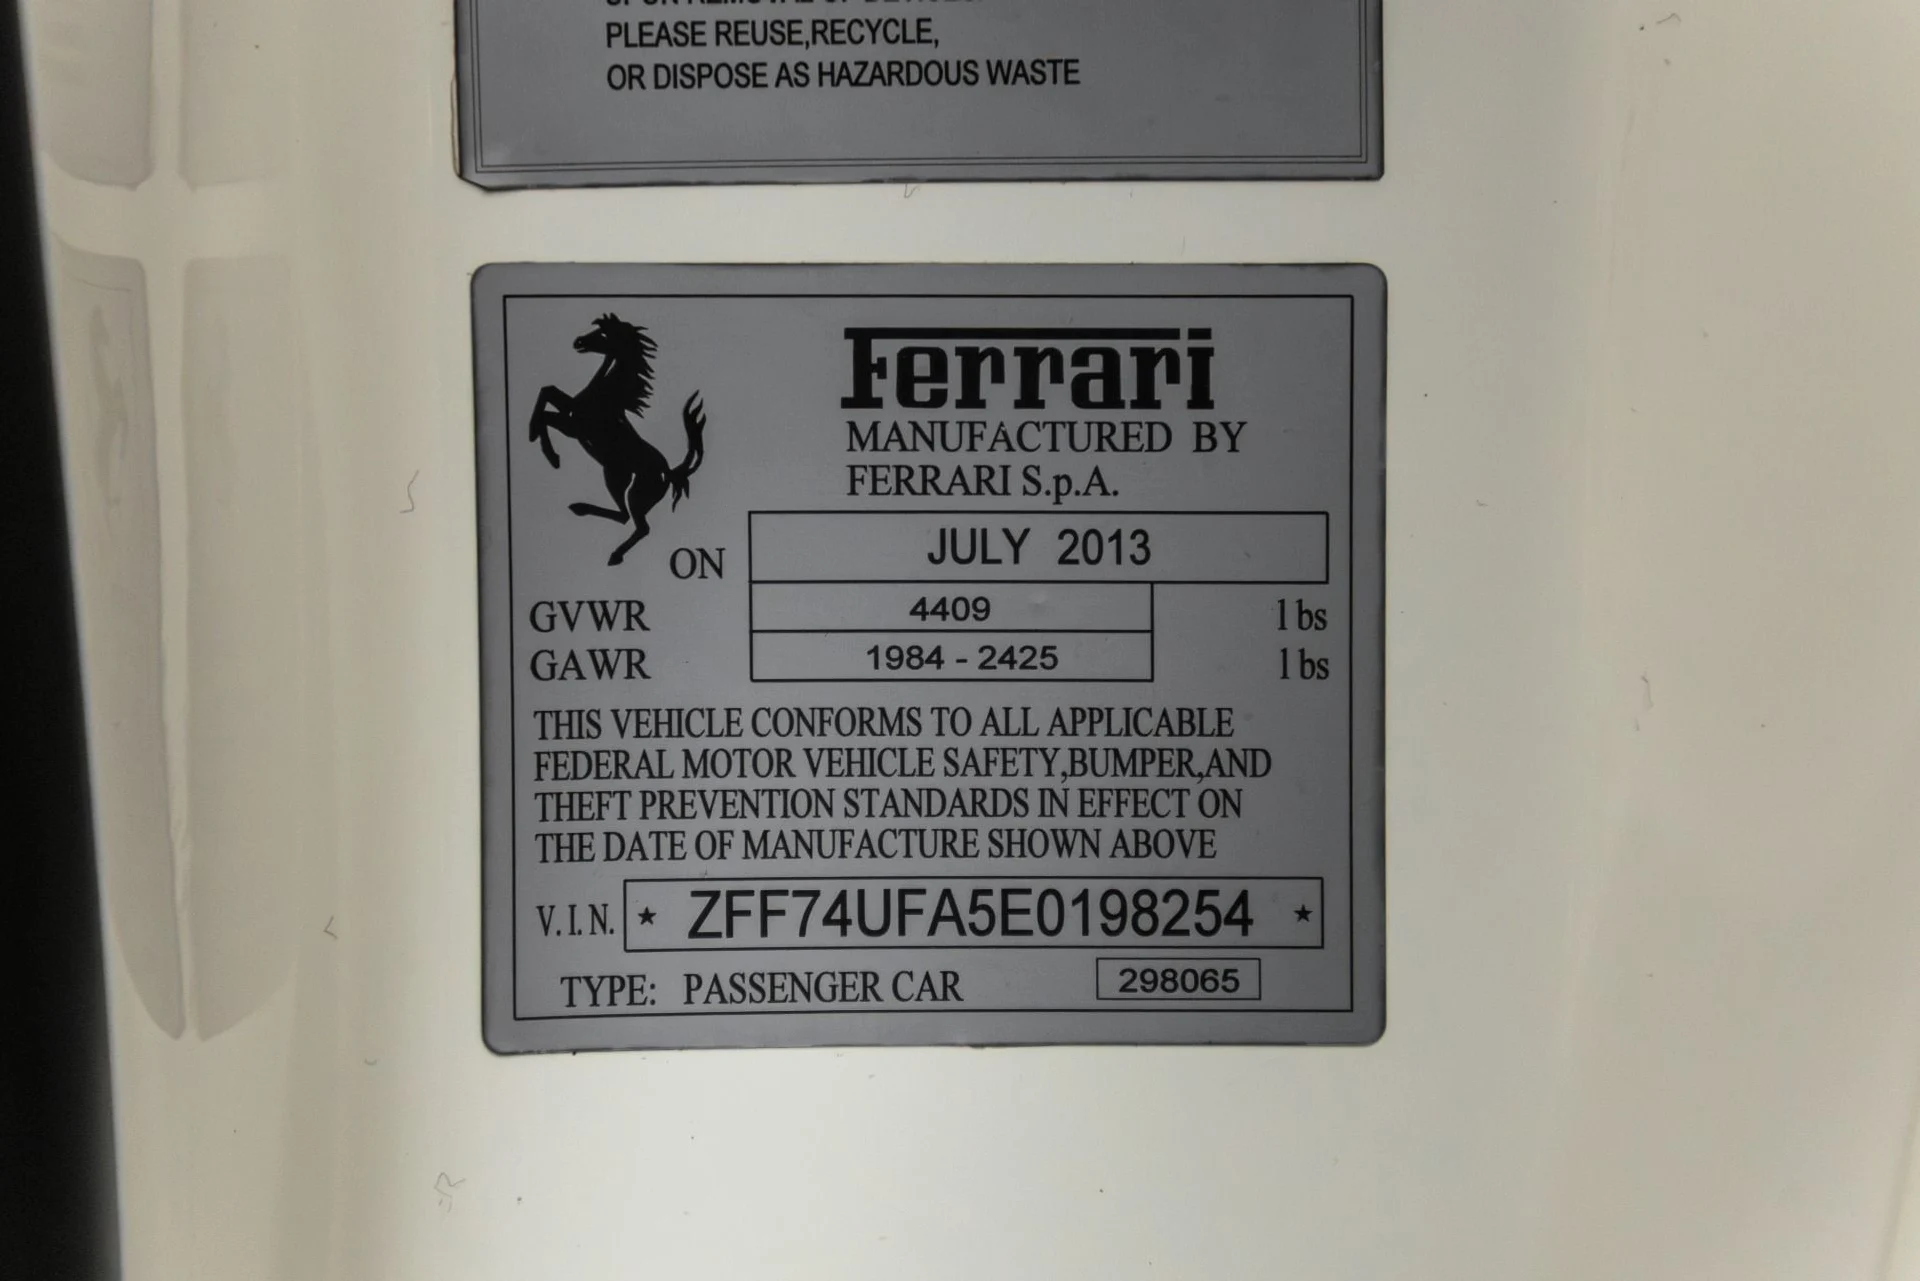 PLEASE REUSE,RECYCLE,
OR DISPOSE AS HAZARDOUS WASTE
Ferrari
MANUFACTURED BY
FERRARI S.p.A.
ON JULY 2013
GVWR 4409 lbs
GAWR 1984 - 2425 lbs
THIS VEHICLE CONFORMS TO ALL APPLICABLE
FEDERAL MOTOR VEHICLE SAFETY,BUMPER,AND
THEFT PREVENTION STANDARDS IN EFFECT ON
THE DATE OF MANUFACTURE SHOWN ABOVE
V.I.N. ★ ZFF74UFA5E0198254 ★
TYPE: PASSENGER CAR 298065